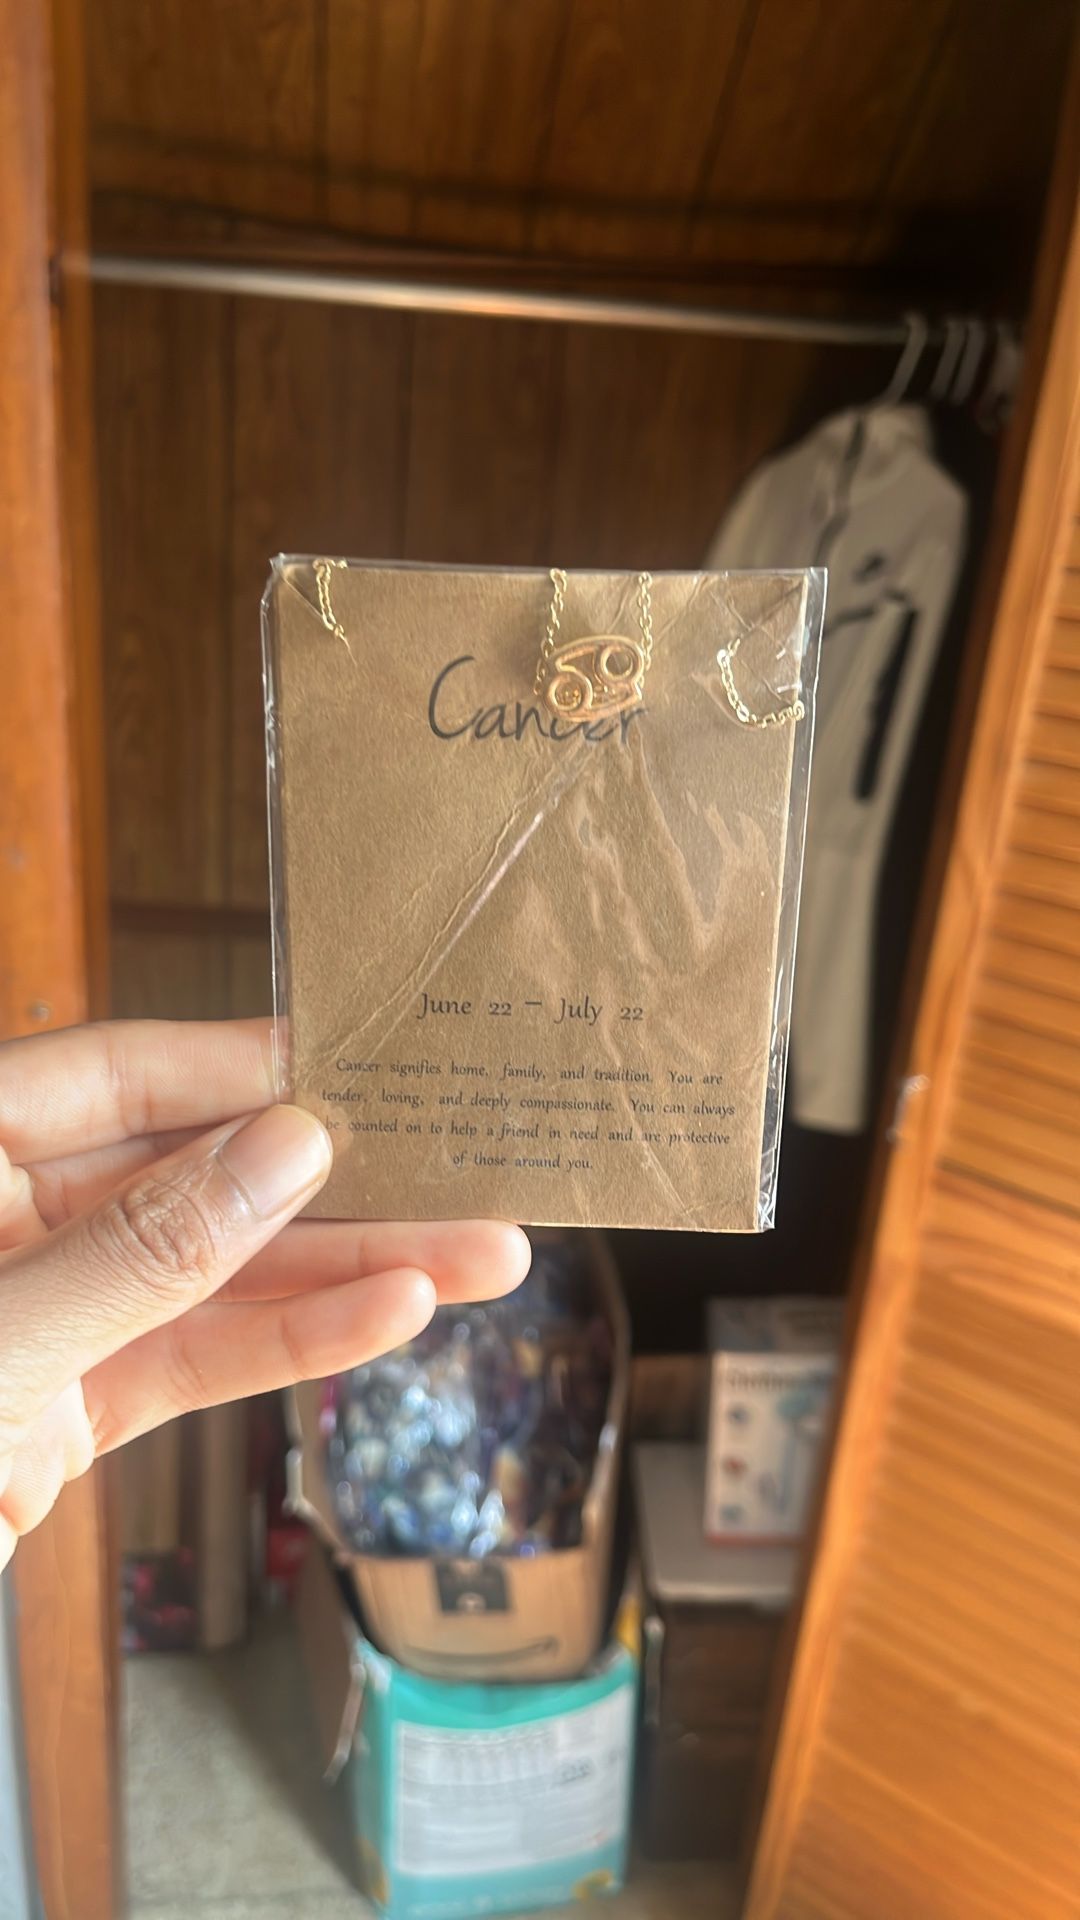 Cancer
June 22 – July 22
Cancer signifies home, family, and tradition. You are
tender, loving, and deeply compassionate. You can always
be counted on to help a friend in need and are protective
of those around you.